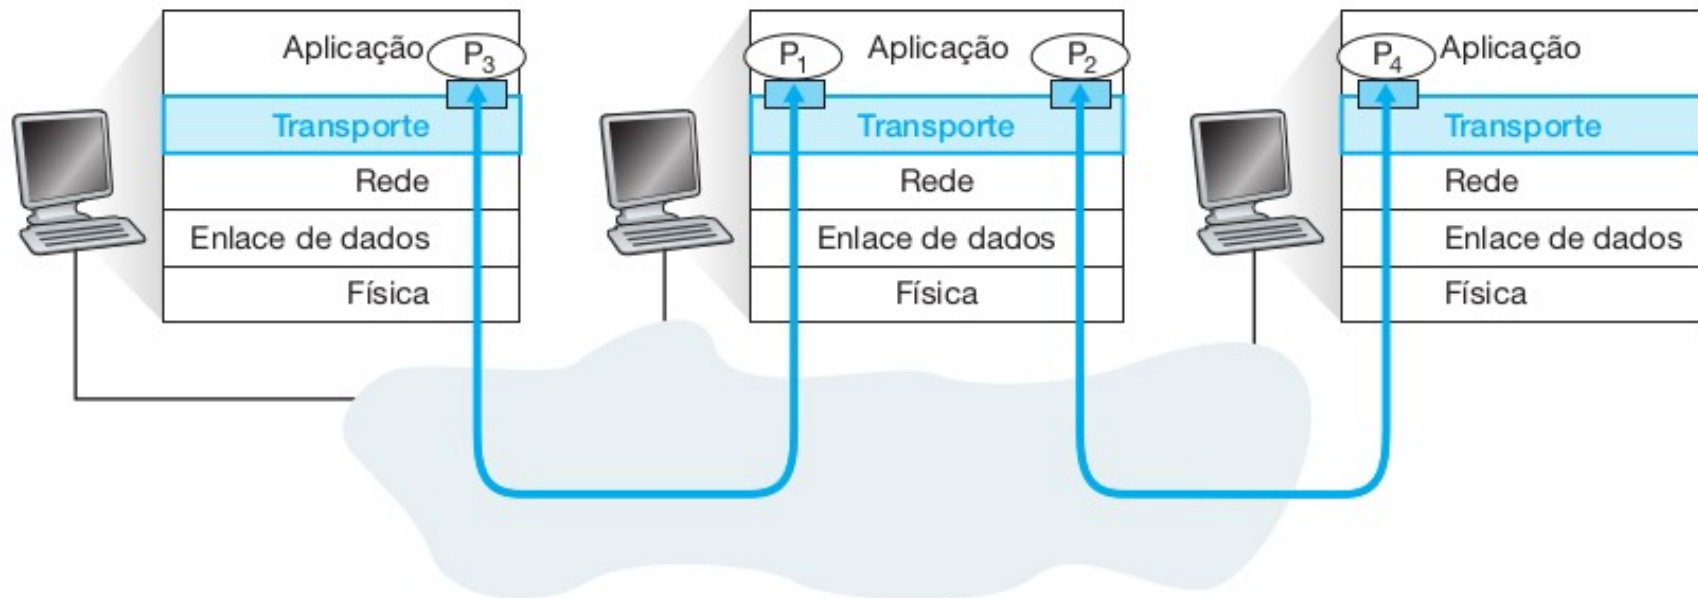 Aplicação P3
Transporte
Rede
Enlace de dados
Física
P1 Aplicação P2
Transporte
Rede
Enlace de dados
Física
P4 Aplicação
Transporte
Rede
Enlace de dados
Física